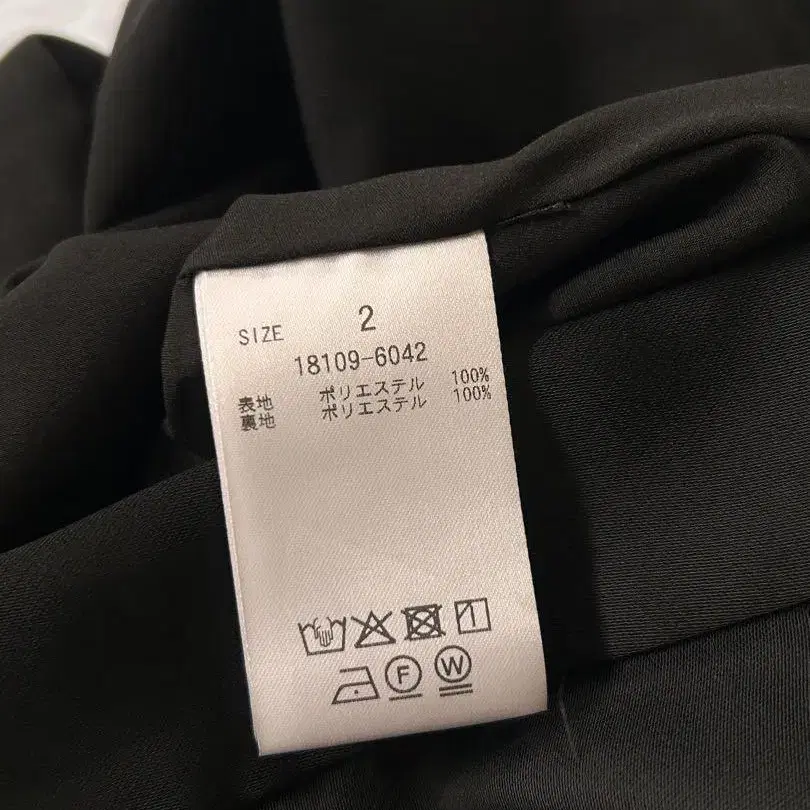 SIZE 2
18109-6042
表地 ポリエステル 100%
裏地 ポリエステル 100%
F W